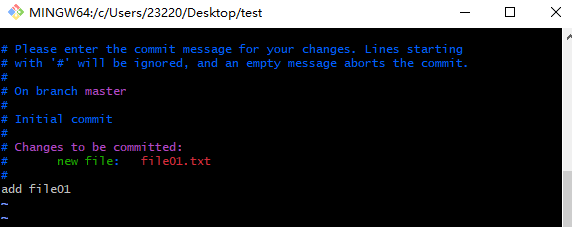 MINGW64:/c/Users/23220/Desktop/test
# Please enter the commit message for your changes. Lines starting
# with '#' will be ignored, and an empty message aborts the commit.
#
# On branch master
#
# Initial commit
#
# Changes to be committed:
#       new file:   file01.txt
#
add file01
~
~